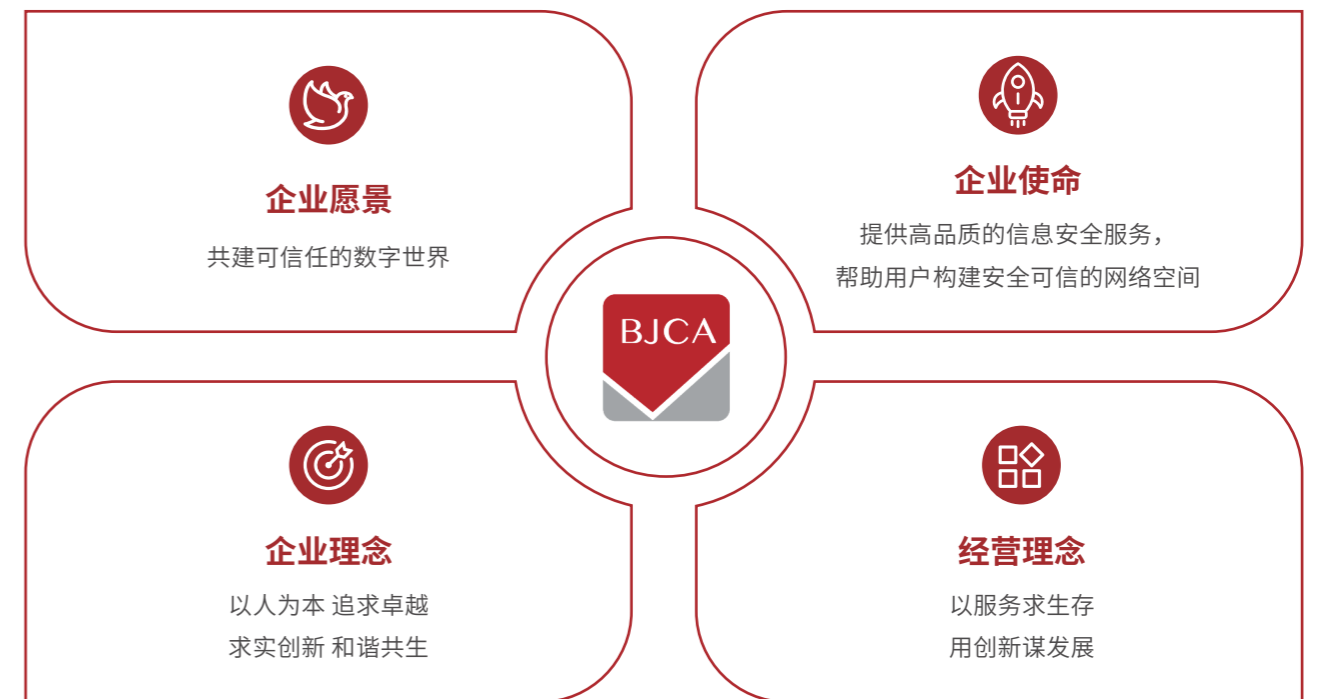 企业愿景
共建可信任的数字世界
企业使命
提供高品质的信息安全服务，
帮助用户构建安全可信的网络空间
BJCA
企业理念
以人为本 追求卓越
求实创新 和谐共生
经营理念
以服务求生存
用创新谋发展